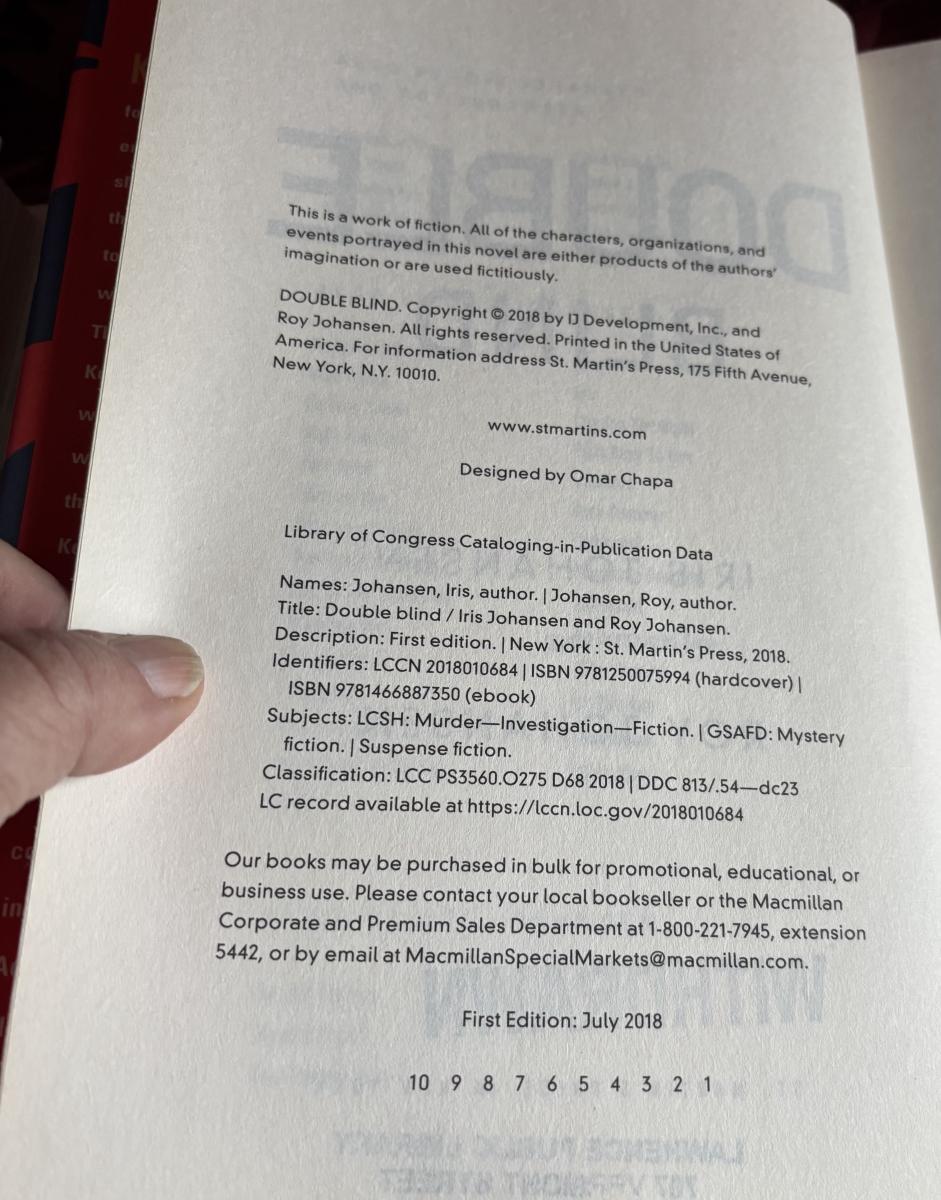 This is a work of fiction. All of the characters, organizations, and
events portrayed in this novel are either products of the authors'
imagination or are used fictitiously.
DOUBLE BLIND. Copyright © 2018 by IJ Development, Inc., and
Roy Johansen. All rights reserved. Printed in the United States of
America. For information address St. Martin's Press, 175 Fifth Avenue,
New York, N.Y. 10010.
www.stmartins.com
Designed by Omar Chapa
Library of Congress Cataloging-in-Publication Data
Names: Johansen, Iris, author. | Johansen, Roy, author.
Title: Double blind / Iris Johansen and Roy Johansen.
Description: First edition. | New York : St. Martin's Press, 2018.
Identifiers: LCCN 2018010684 | ISBN 9781250075994 (hardcover) |
ISBN 9781466887350 (ebook)
Subjects: LCSH: Murder—Investigation—Fiction. | GSAFD: Mystery
fiction. | Suspense fiction.
Classification: LCC PS3560.O275 D68 2018 | DDC 813/.54—dc23
LC record available at https://lccn.loc.gov/2018010684
Our books may be purchased in bulk for promotional, educational, or
business use. Please contact your local bookseller or the Macmillan
Corporate and Premium Sales Department at 1-800-221-7945, extension
5442, or by email at MacmillanSpecialMarkets@macmillan.com.
First Edition: July 2018
10 9 8 7 6 5 4 3 2 1